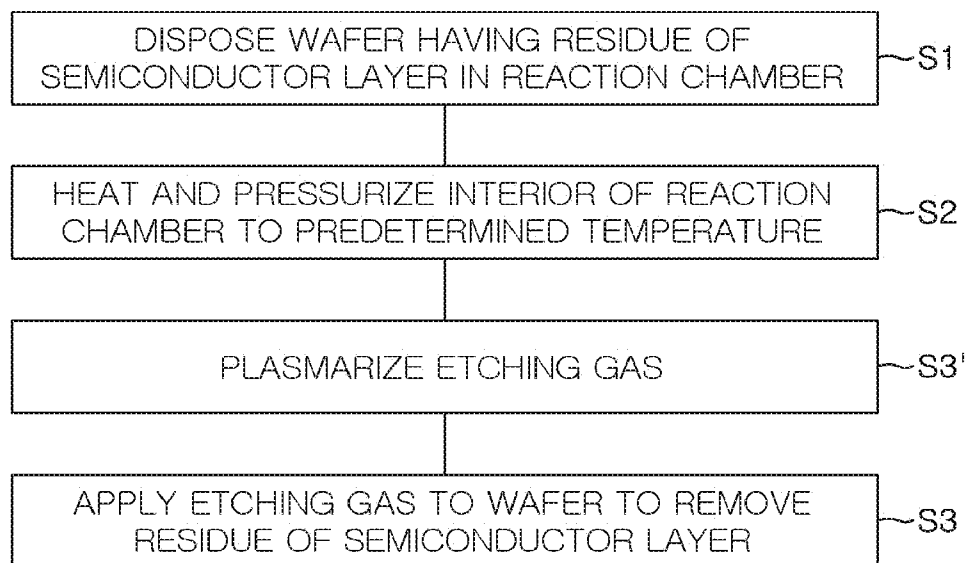 DISPOSE WAFER HAVING RESIDUE OF
SEMICONDUCTOR LAYER IN REACTION CHAMBER
S1
HEAT AND PRESSURIZE INTERIOR OF REACTION
CHAMBER TO PREDETERMINED TEMPERATURE
S2
PLASMARIZE ETCHING GAS
S3'
APPLY ETCHING GAS TO WAFER TO REMOVE
RESIDUE OF SEMICONDUCTOR LAYER
S3